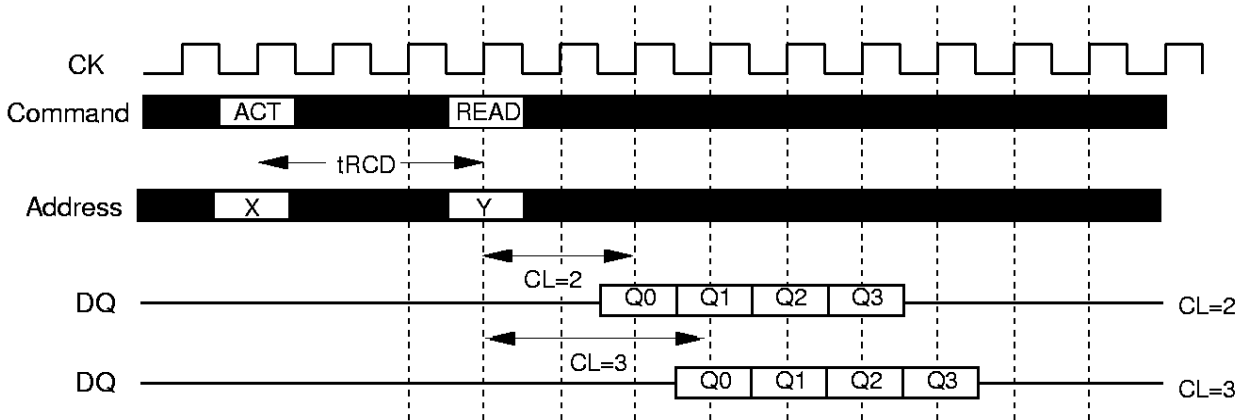 CK
Command ACT READ
tRCD
Address X Y
CL=2
DQ Q0 Q1 Q2 Q3 CL=2
CL=3
DQ Q0 Q1 Q2 Q3 CL=3